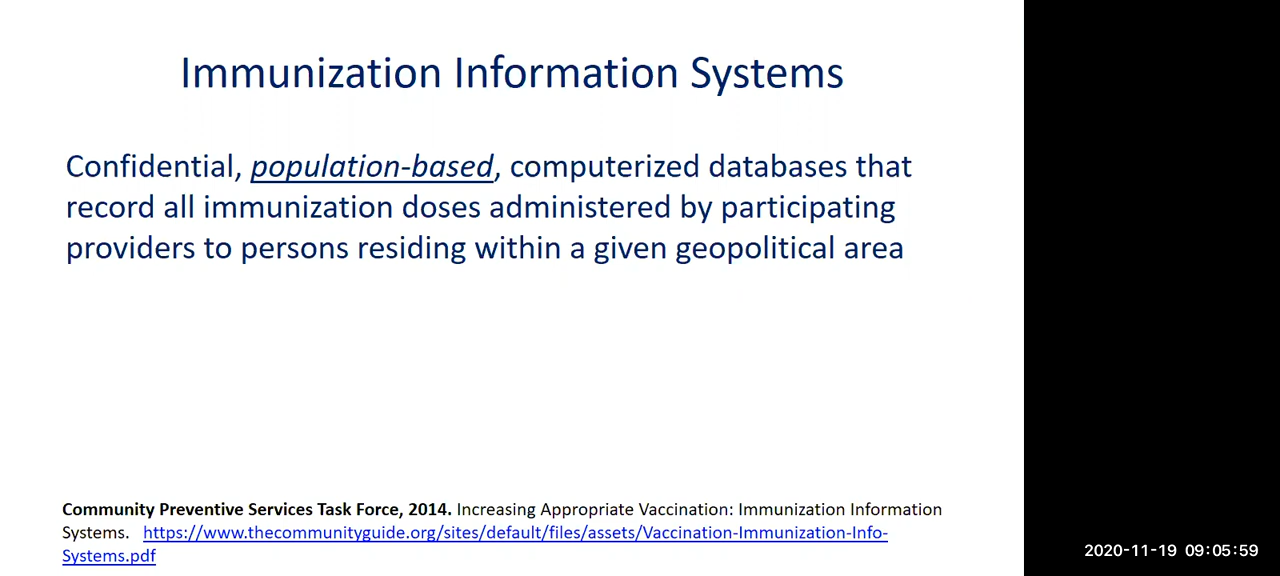 Immunization Information Systems
Confidential, population-based, computerized databases that
record all immunization doses administered by participating
providers to persons residing within a given geopolitical area
Community Preventive Services Task Force, 2014. Increasing Appropriate Vaccination: Immunization Information
Systems. https://www.thecommunityguide.org/sites/default/files/assets/Vaccination-Immunization-Info-
Systems.pdf
2020-11-19 09:05:59